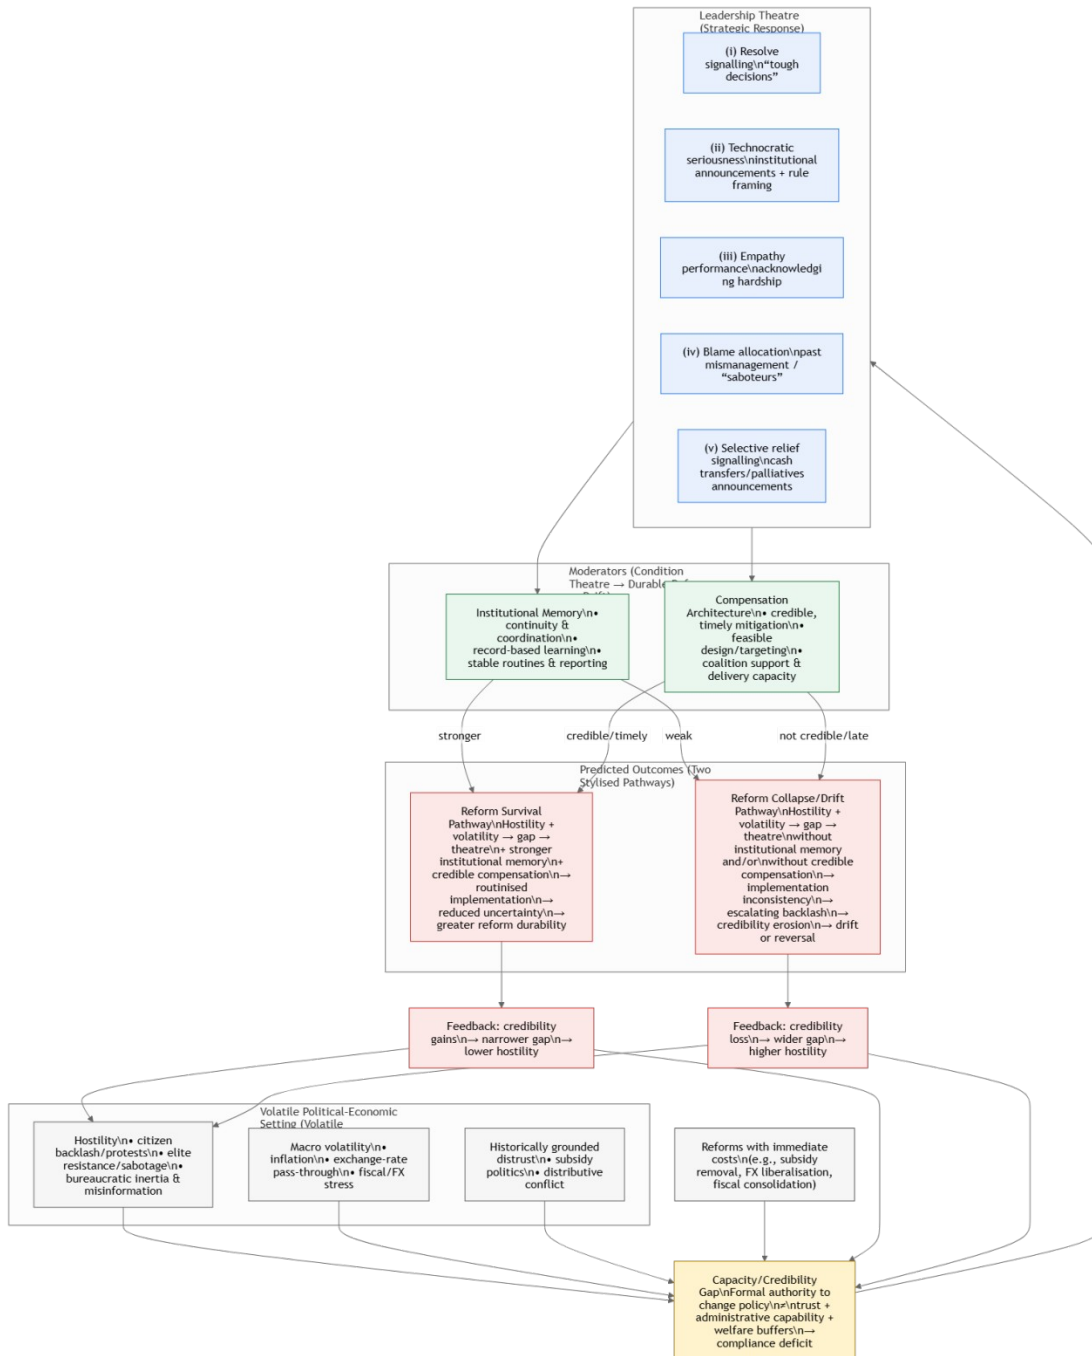 Leadership Theatre
(Strategic Response)
(i) Resolve
signalling\n“tough
decisions”
(ii) Technocratic
seriousness\ninstitutional
announcements + rule
framing
(iii) Empathy
performance\nacknowledgi
ng hardship
(iv) Blame allocation\npast
mismanagement /
“saboteurs”
(v) Selective relief
signalling\ncash
transfers/palliatives
announcements
Moderators (Condition
Theatre → Durable
Institutional Memory\n•
continuity &
coordination\n•
record-based learning\n•
stable routines & reporting
Compensation
Architecture\n• credible,
timely mitigation\n•
feasible
design/targeting\n•
coalition support &
delivery capacity
stronger
credible/timely
weak
not credible/late
Predicted Outcomes (Two
Stylised Pathways)
Reform Survival
Pathway\nHostility +
volatility → gap →
theatre\n+ stronger
institutional memory\n+
credible compensation\n→
routinised
implementation\n→
reduced uncertainty\n→
greater reform durability
Reform Collapse/Drift
Pathway\nHostility +
volatility → gap →
theatre\nwithout
institutional memory
and/or\nwithout credible
compensation\n→
implementation
inconsistency\n→
escalating backlash\n→
credibility erosion\n→ drift
or reversal
Feedback: credibility
gains\n→ narrower gap\n→
lower hostility
Feedback: credibility
loss\n→ wider gap\n→
higher hostility
Volatile Political-Economic
Setting (Volatile
Hostility\n• citizen
backlash/protests\n• elite
resistance/sabotage\n•
bureaucratic inertia &
misinformation
Macro volatility\n•
inflation\n• exchange-rate
pass-through\n• fiscal/FX
stress
Historically grounded
distrust\n• subsidy
politics\n• distributive
conflict
Reforms with immediate
costs\n(e.g., subsidy
removal, FX liberalisation,
fiscal consolidation)
Capacity/Credibility
Gap\nFormal authority to
change policy\n≠\ntrust +
administrative capability +
welfare buffers\n→
compliance deficit